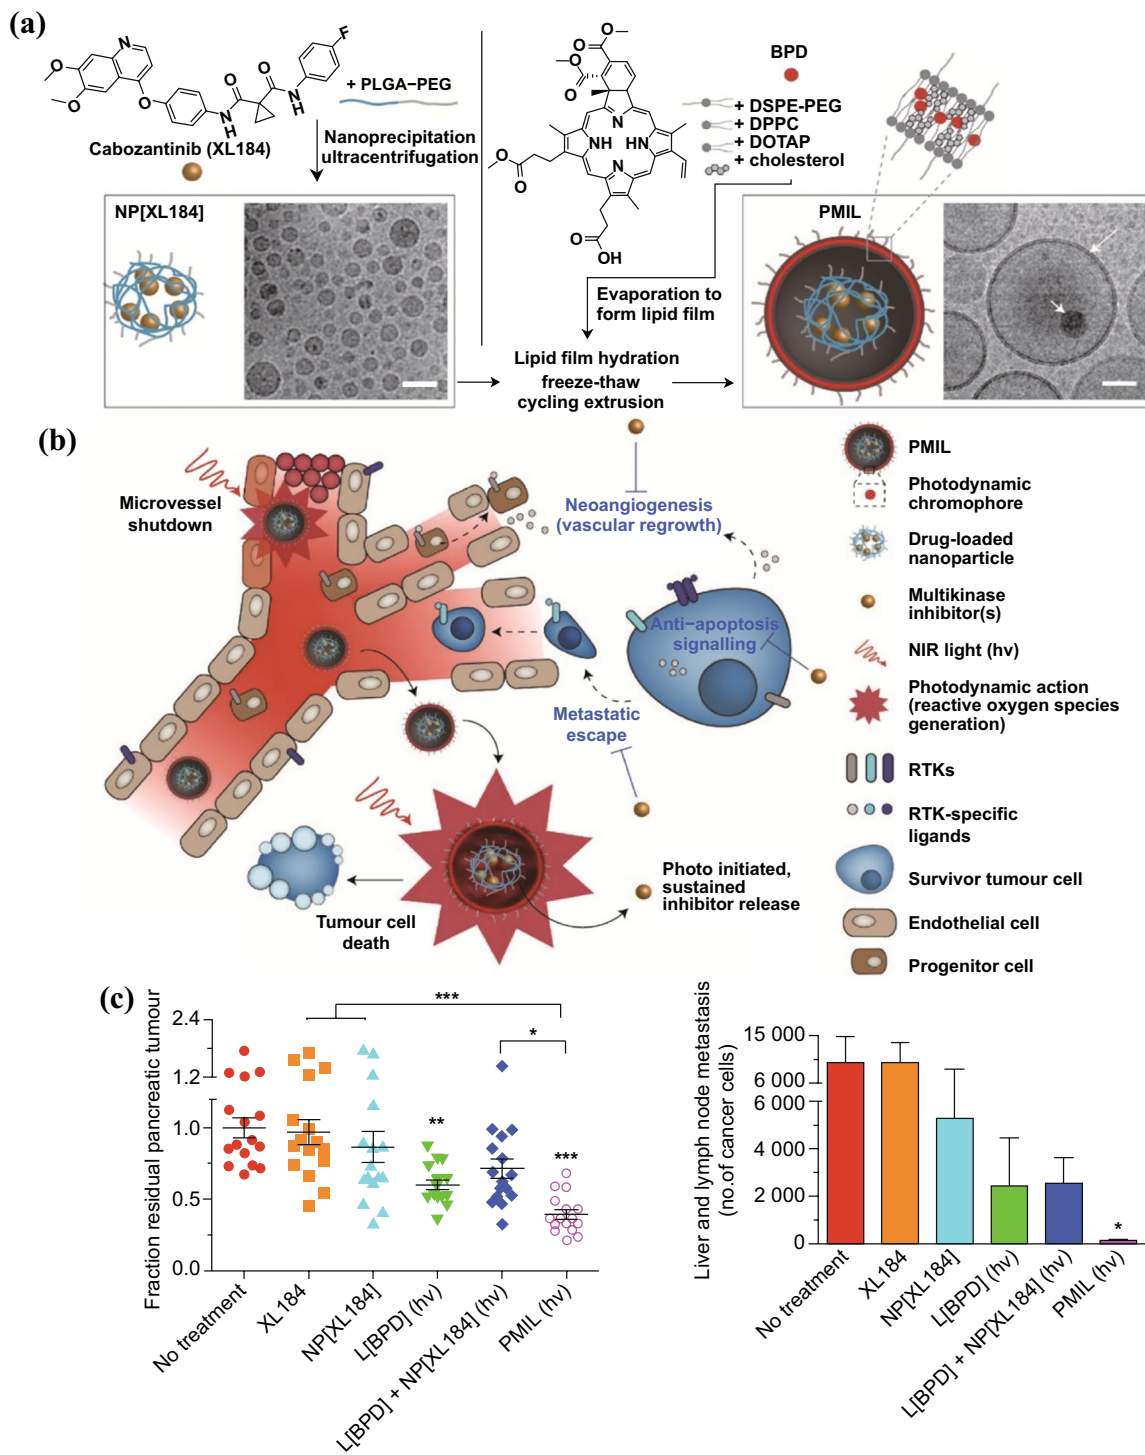 (a)
N
O
O
O
O
O
N
H
N
H
F
Cabozantinib (XL184)
+ PLGA−PEG
Nanoprecipitation
ultracentrifugation
O
O
O
O
N
NH
HN
N
O
O
O
OH
BPD
+ DSPE-PEG
+ DPPC
+ DOTAP
+ cholesterol
NP[XL184]
PMIL
Evaporation to
form lipid film
Lipid film hydration
freeze-thaw
cycling extrusion
(b)
Microvessel
shutdown
Neoangiogenesis
(vascular regrowth)
Anti−apoptosis
signalling
Metastatic
escape
Tumour cell
death
Photo initiated,
sustained
inhibitor release
PMIL
Photodynamic
chromophore
Drug-loaded
nanoparticle
Multikinase
inhibitor(s)
NIR light (hv)
Photodynamic action
(reactive oxygen species
generation)
RTKs
RTK-specific
ligands
Survivor tumour cell
Endothelial cell
Progenitor cell
(c)
Fraction residual pancreatic tumour
2.4
1.2
1.0
0.5
0.0
***
*
**
***
No treatment
XL184
NP[XL184]
L[BPD] (hv)
L[BPD] + NP[XL184] (hv)
PMIL (hv)
Liver and lymph node metastasis
(no.of cancer cells)
15 000
6 000
6 000
4 000
2 000
0
*
No treatment
XL184
NP[XL184]
L[BPD] (hv)
L[BPD] + NP[XL184] (hv)
PMIL (hv)